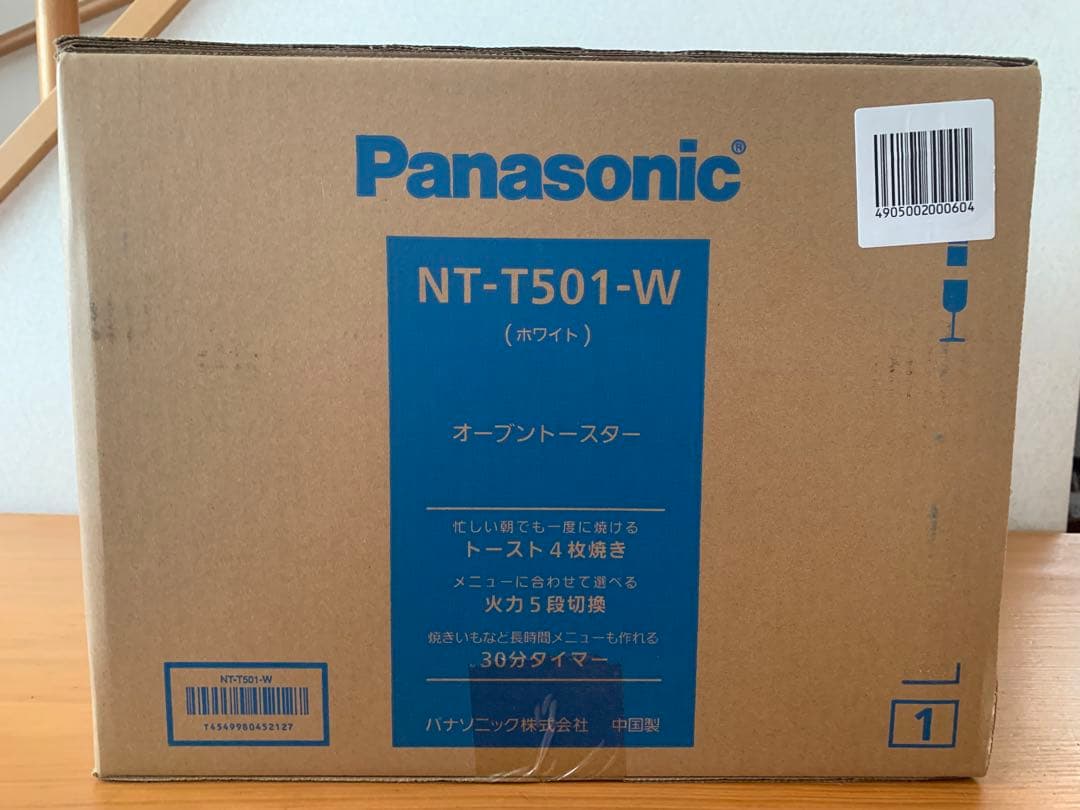 Panasonic®
4905002000604
NT-T501-W
(ホワイト)
オーブントースター
忙しい朝でも一度に焼ける
トースト4枚焼き
メニューに合わせて選べる
火力5段切換
焼きいもなど長時間メニューも作れる
30分タイマー
パナソニック株式会社 中国製
NT-T501-W
T4549980452127
1